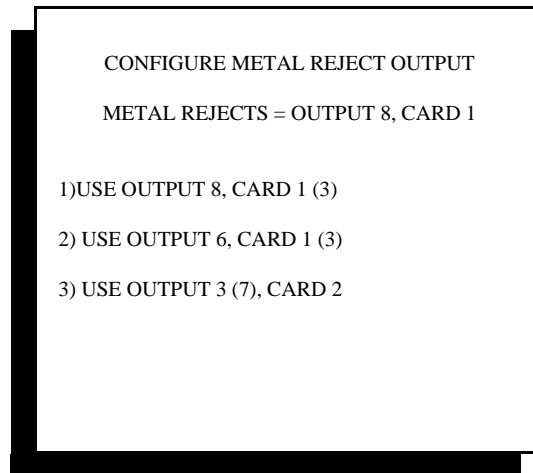 CONFIGURE METAL REJECT OUTPUT
METAL REJECTS = OUTPUT 8, CARD 1
1)USE OUTPUT 8, CARD 1 (3)
2) USE OUTPUT 6, CARD 1 (3)
3) USE OUTPUT 3 (7), CARD 2